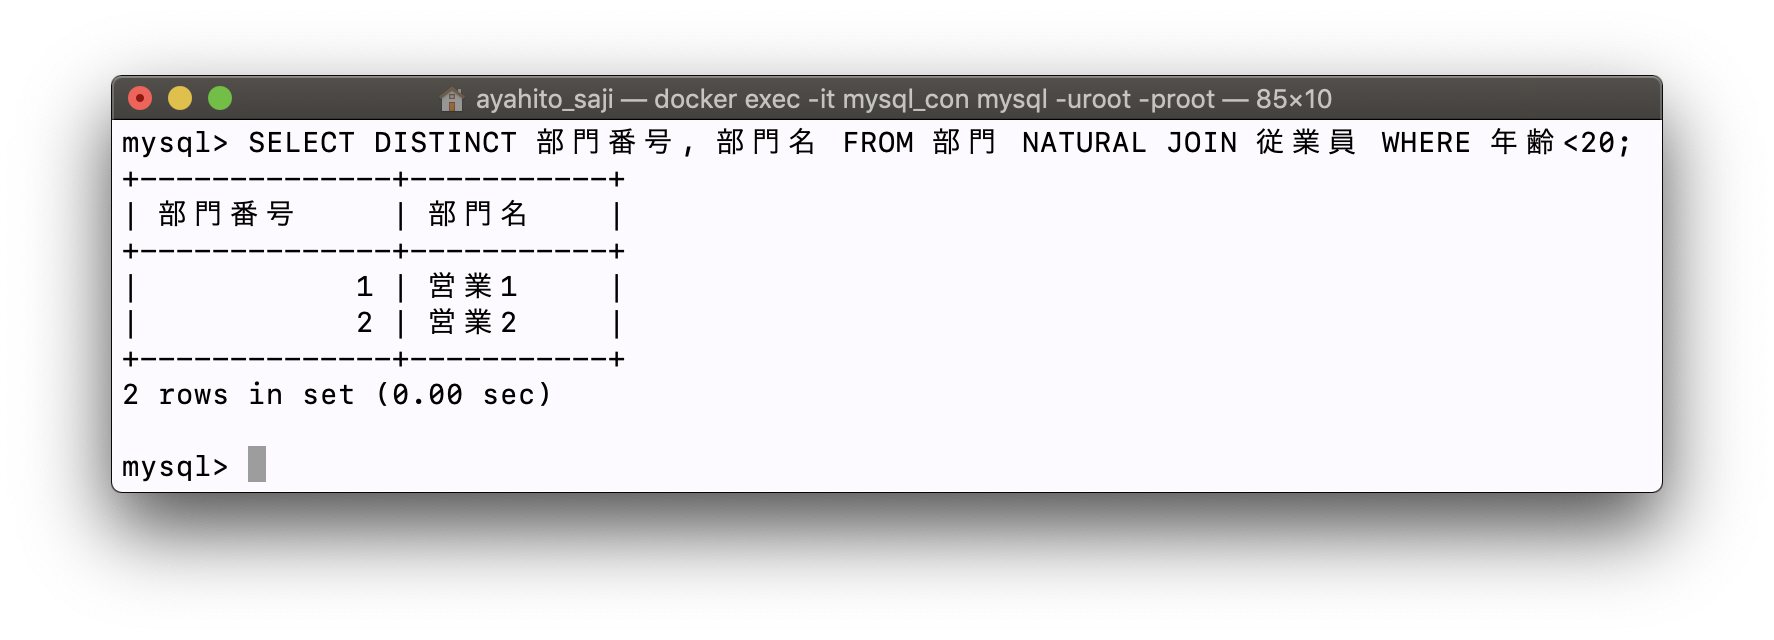 ayahito_saji — docker exec -it mysql_con mysql -uroot -proot — 85×10
mysql> SELECT DISTINCT 部門番号, 部門名 FROM 部門 NATURAL JOIN 従業員 WHERE 年齢<20;
+--------------+-----------+
| 部門番号     | 部門名    |
+--------------+-----------+
|            1 | 営業1     |
|            2 | 営業2     |
+--------------+-----------+
2 rows in set (0.00 sec)
mysql>